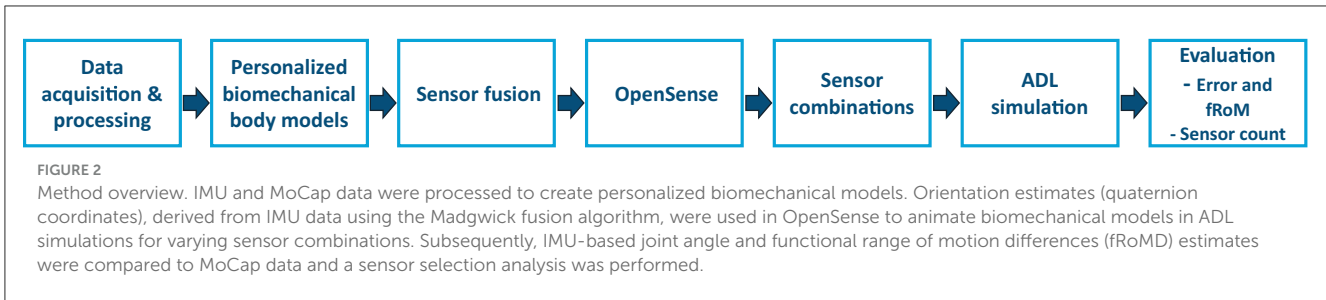 Data
acquisition &
processing
Personalized
biomechanical
body models
Sensor fusion
OpenSense
Sensor
combinations
ADL
simulation
Evaluation
- Error and
fRoM
- Sensor count
FIGURE 2
Method overview. IMU and MoCap data were processed to create personalized biomechanical models. Orientation estimates (quaternion
coordinates), derived from IMU data using the Madgwick fusion algorithm, were used in OpenSense to animate biomechanical models in ADL
simulations for varying sensor combinations. Subsequently, IMU-based joint angle and functional range of motion differences (fRoMD) estimates
were compared to MoCap data and a sensor selection analysis was performed.